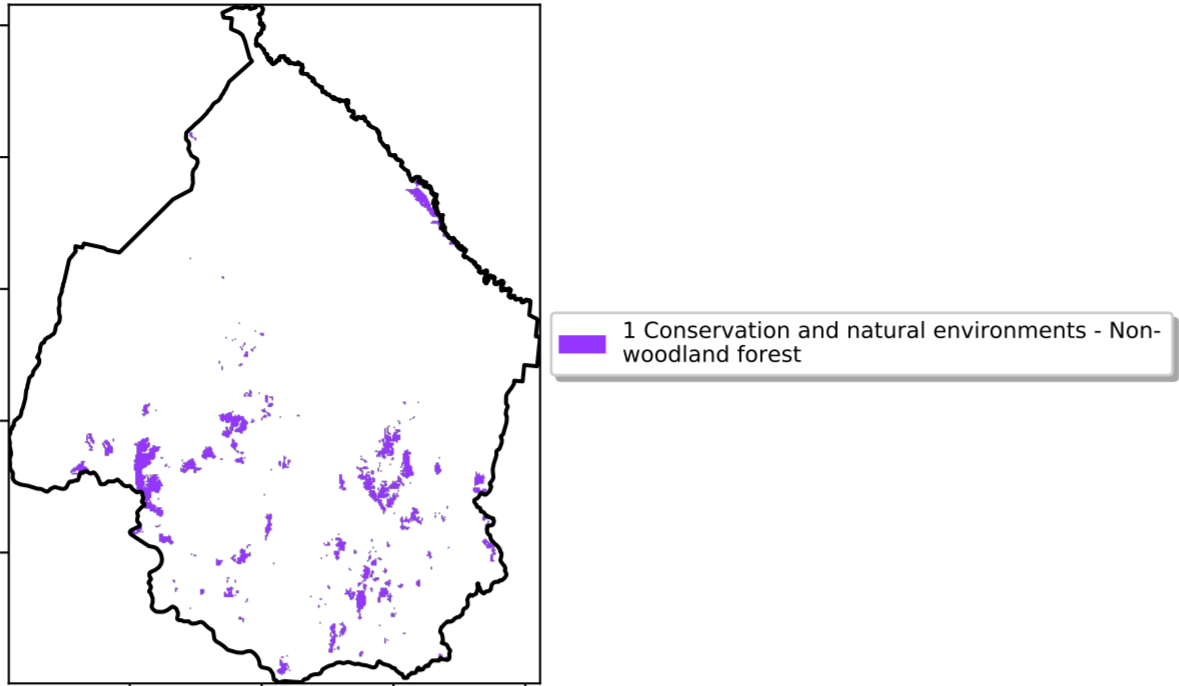 1 Conservation and natural environments - Non-
woodland forest